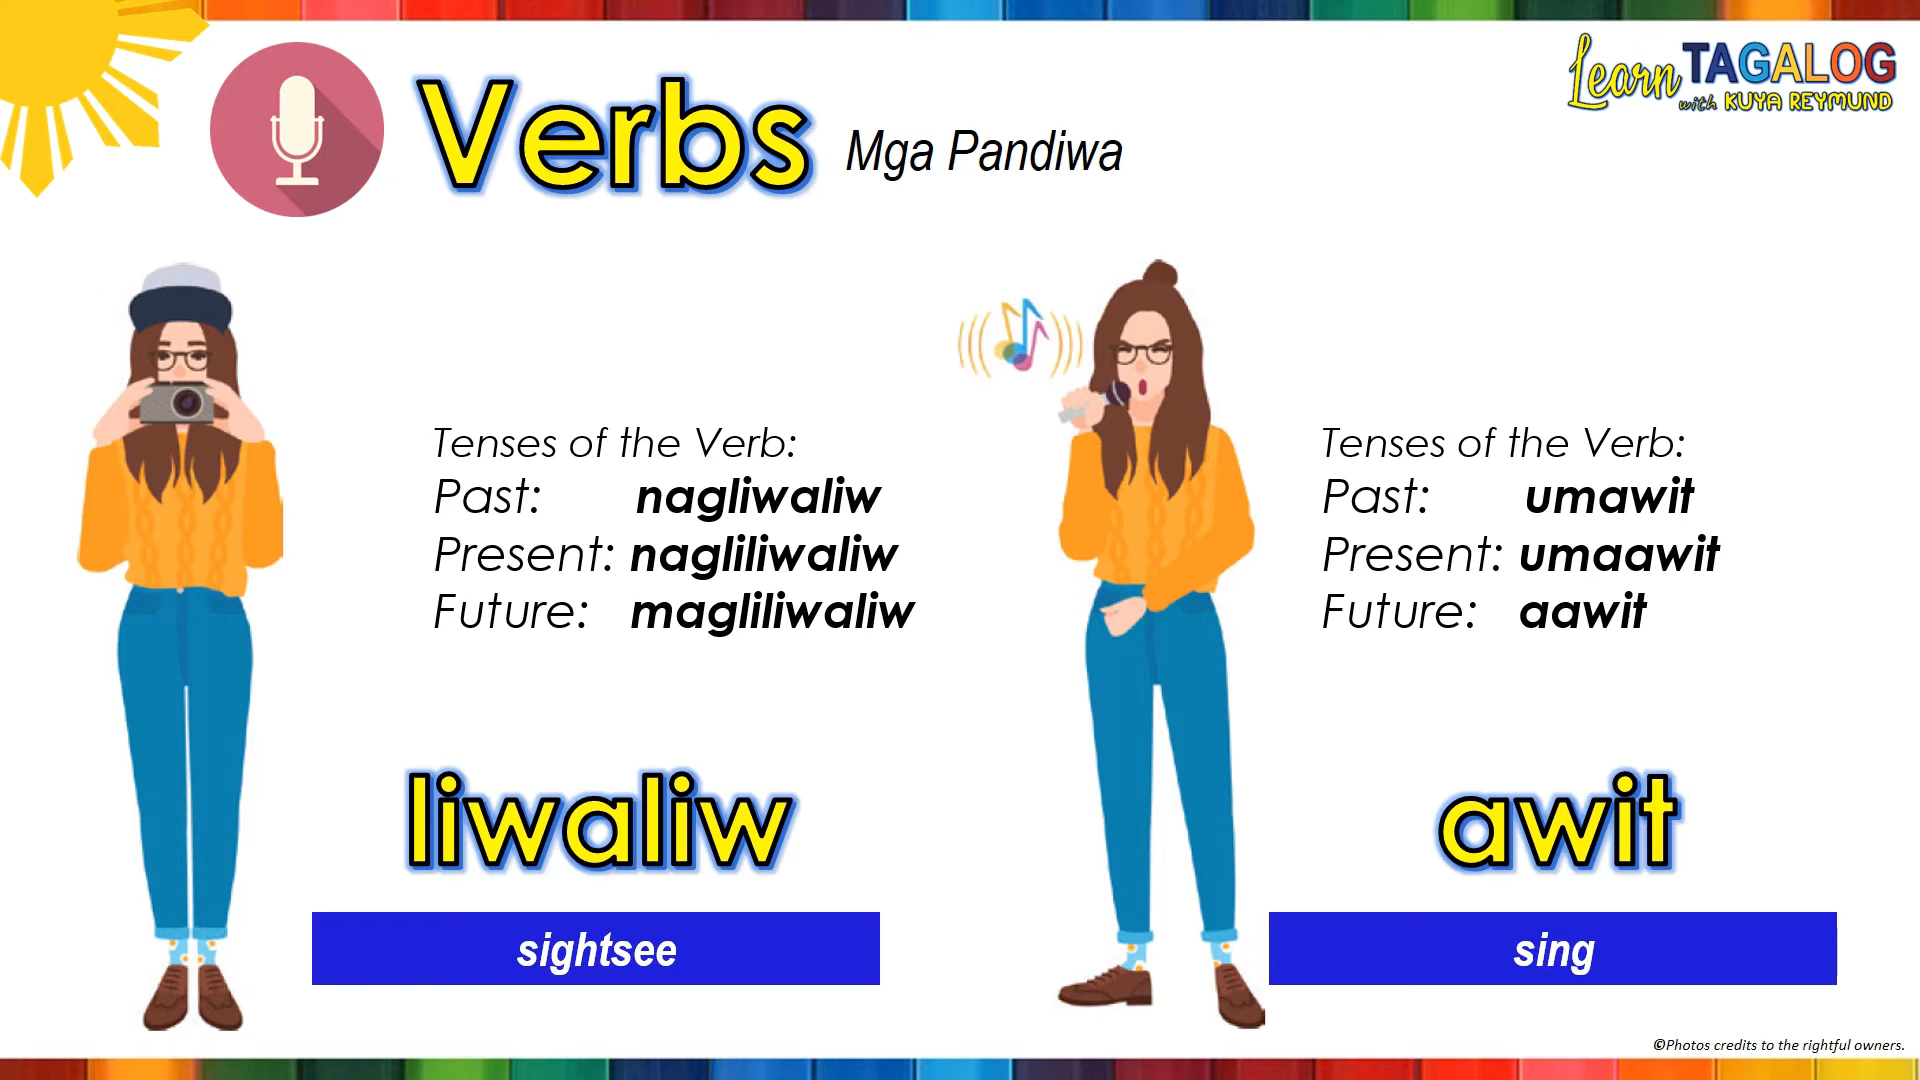 Learn TAGALOG
with KUYA REYMUND
Verbs Mga Pandiwa
Tenses of the Verb:
Past: nagliwaliw
Present: nagliliwaliw
Future: magliliwaliw
liwaliw
sightsee
Tenses of the Verb:
Past: umawit
Present: umaawit
Future: aawit
awit
sing
©Photos credits to the rightful owners.